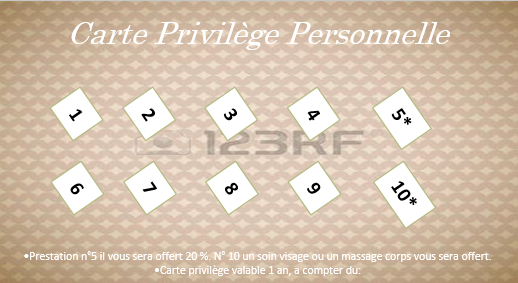 Carte Privilège Personnelle
1 2 3 4 5*
123RF
6 7 8 9 10*
•Prestation n°5 il vous sera offert 20 %. N° 10 un soin visage ou un massage corps vous sera offert.
•Carte privilège valable 1 an, a compter du: